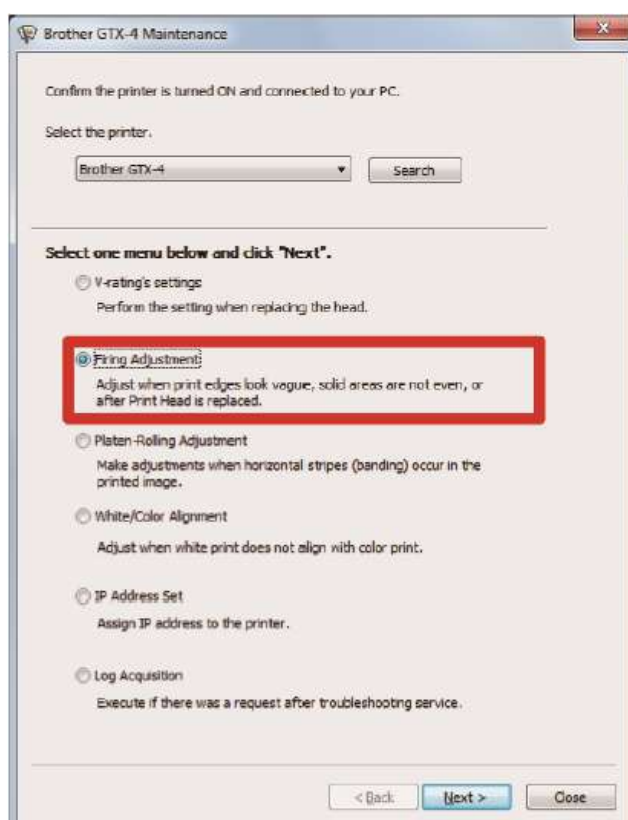 Brother GTX-4 Maintenance
Confirm the printer is turned ON and connected to your PC.
Select the printer.
Brother GTX-4
Search
Select one menu below and click "Next".
V-rating's settings
Perform the setting when replacing the head.
Firing Adjustment
Adjust when print edges look vague, solid areas are not even, or
after Print Head is replaced.
Platen-Rolling Adjustment
Make adjustments when horizontal stripes (banding) occur in the
printed image.
White/Color Alignment
Adjust when white print does not align with color print.
IP Address Set
Assign IP address to the printer.
Log Acquisition
Execute if there was a request after troubleshooting service.
< Back Next > Close